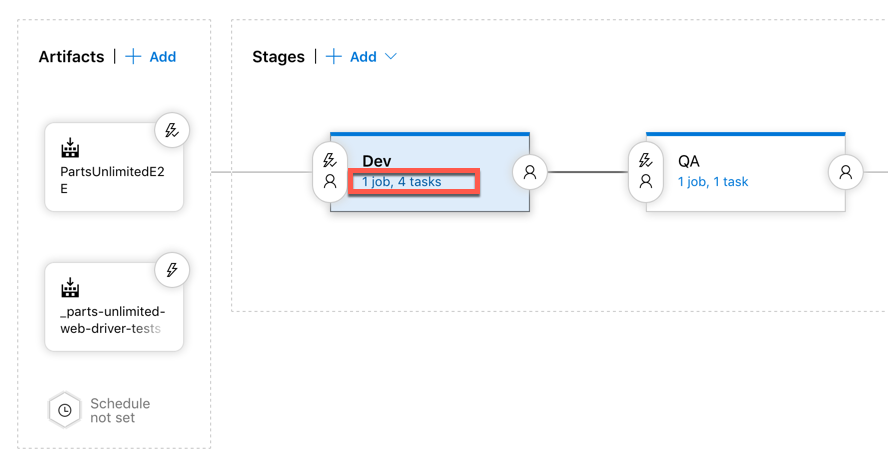 Artifacts | + Add
Stages | + Add
PartsUnlimitedE2
E
Dev
1 job, 4 tasks
QA
1 job, 1 task
_parts-unlimited-
web-driver-tests
Schedule
not set